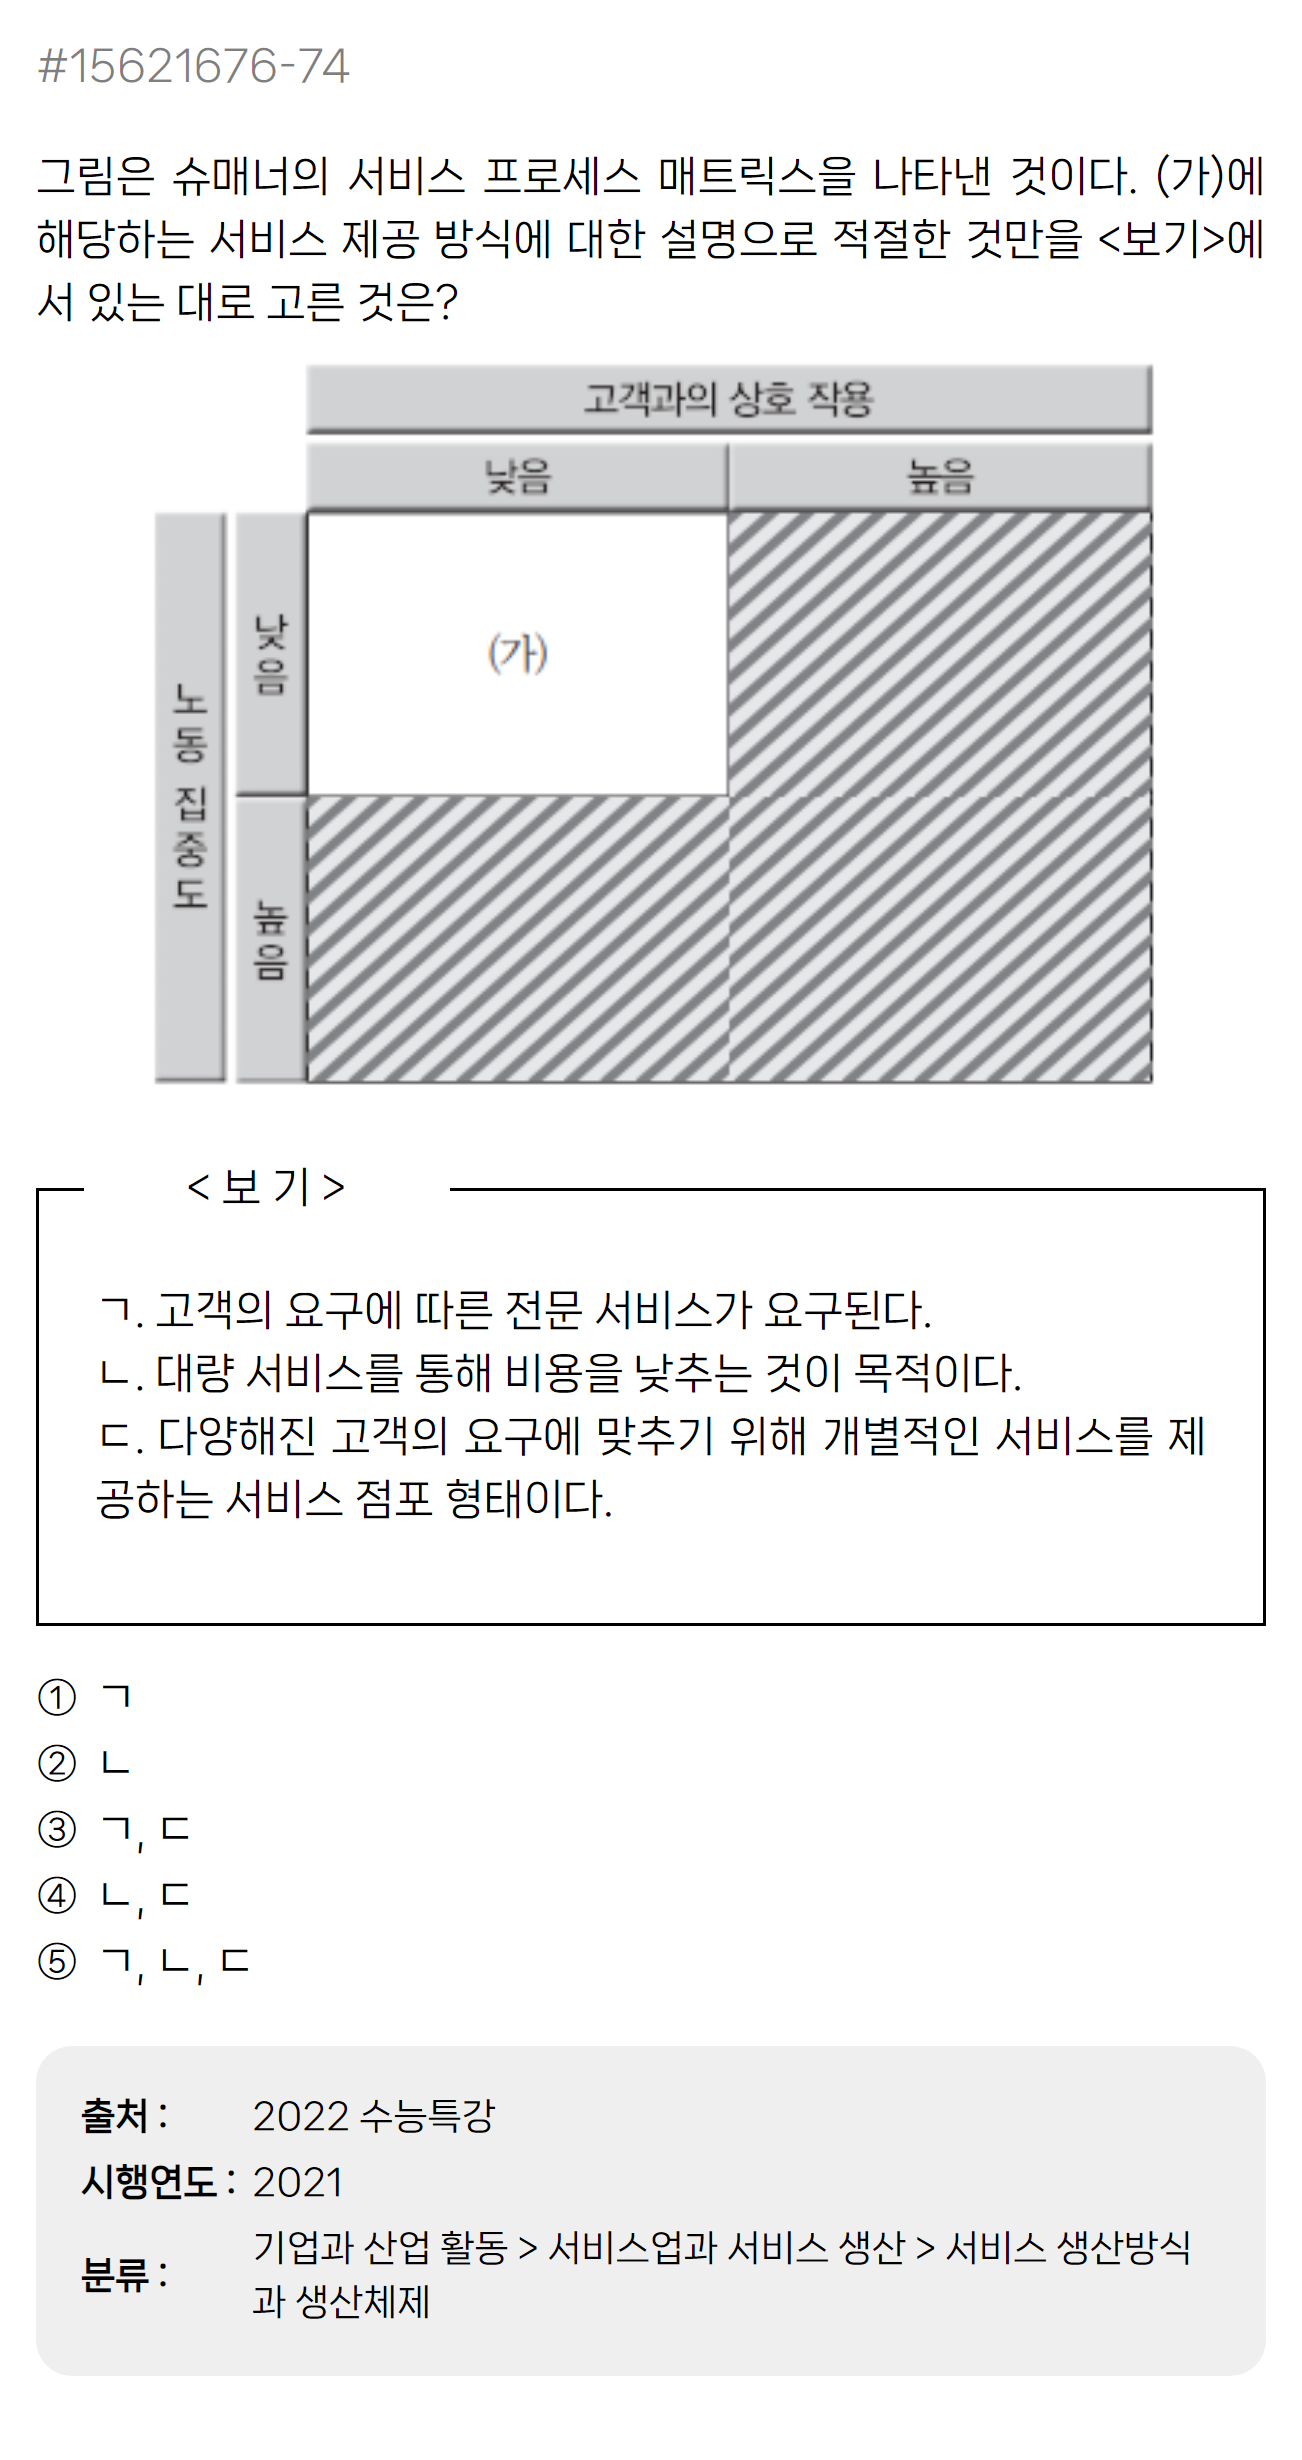 #15621676-74
그림은 슈매너의 서비스 프로세스 매트릭스을 나타낸 것이다. (가)에
해당하는 서비스 제공 방식에 대한 설명으로 적절한 것만을 <보기>에
서 있는 대로 고른 것은?
고객과의 상호 작용
낮음 높음
노동 집중도
낮음
(가)
높음
< 보 기 >
ㄱ. 고객의 요구에 따른 전문 서비스가 요구된다.
ㄴ. 대량 서비스를 통해 비용을 낮추는 것이 목적이다.
ㄷ. 다양해진 고객의 요구에 맞추기 위해 개별적인 서비스를 제
공하는 서비스 점포 형태이다.
① ㄱ
② ㄴ
③ ㄱ, ㄷ
④ ㄴ, ㄷ
⑤ ㄱ, ㄴ, ㄷ
출처 : 2022 수능특강
시행연도 : 2021
분류 : 기업과 산업 활동 > 서비스업과 서비스 생산 > 서비스 생산방식
과 생산체제